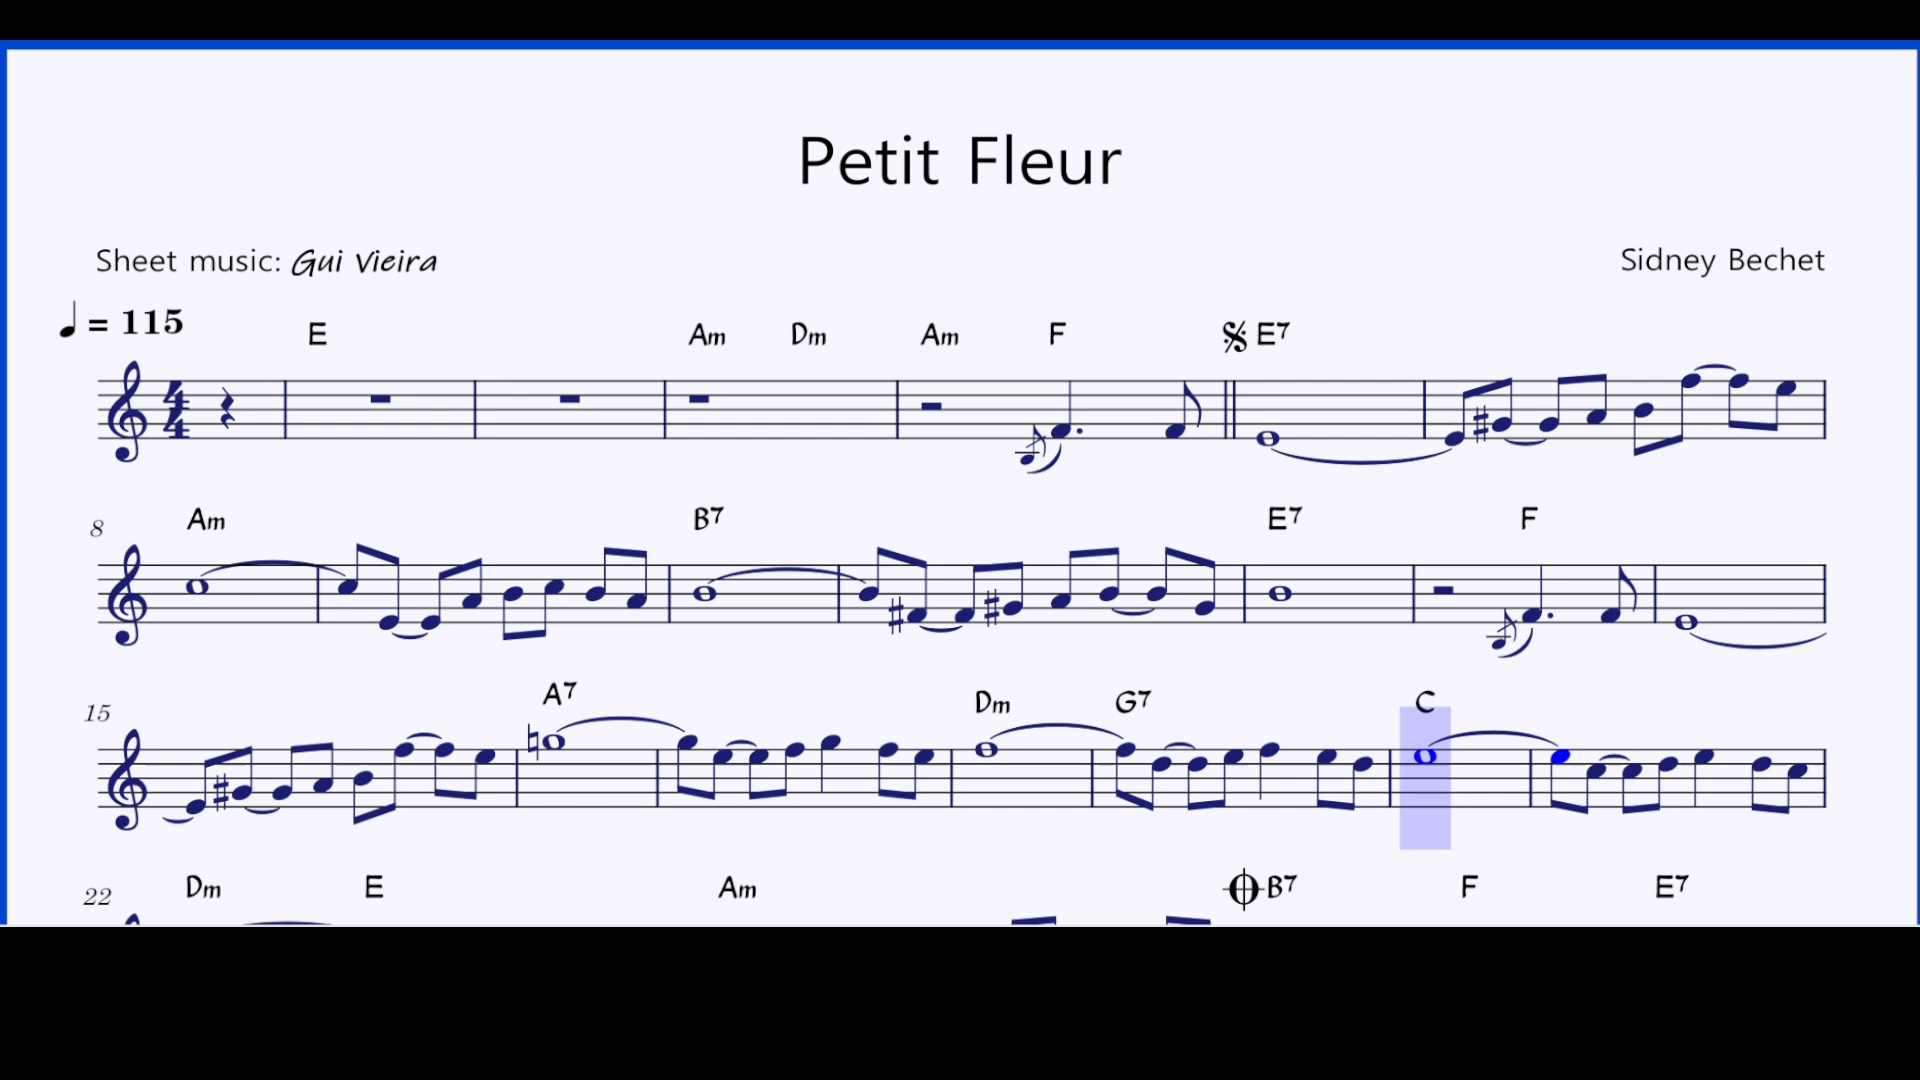 Petit Fleur
Sheet music: Gui Vieira
Sidney Bechet
= 115
E Am Dm Am F E7
8 Am B7 E7 F
15 A7 Dm G7 C
22 Dm E Am B7 F E7